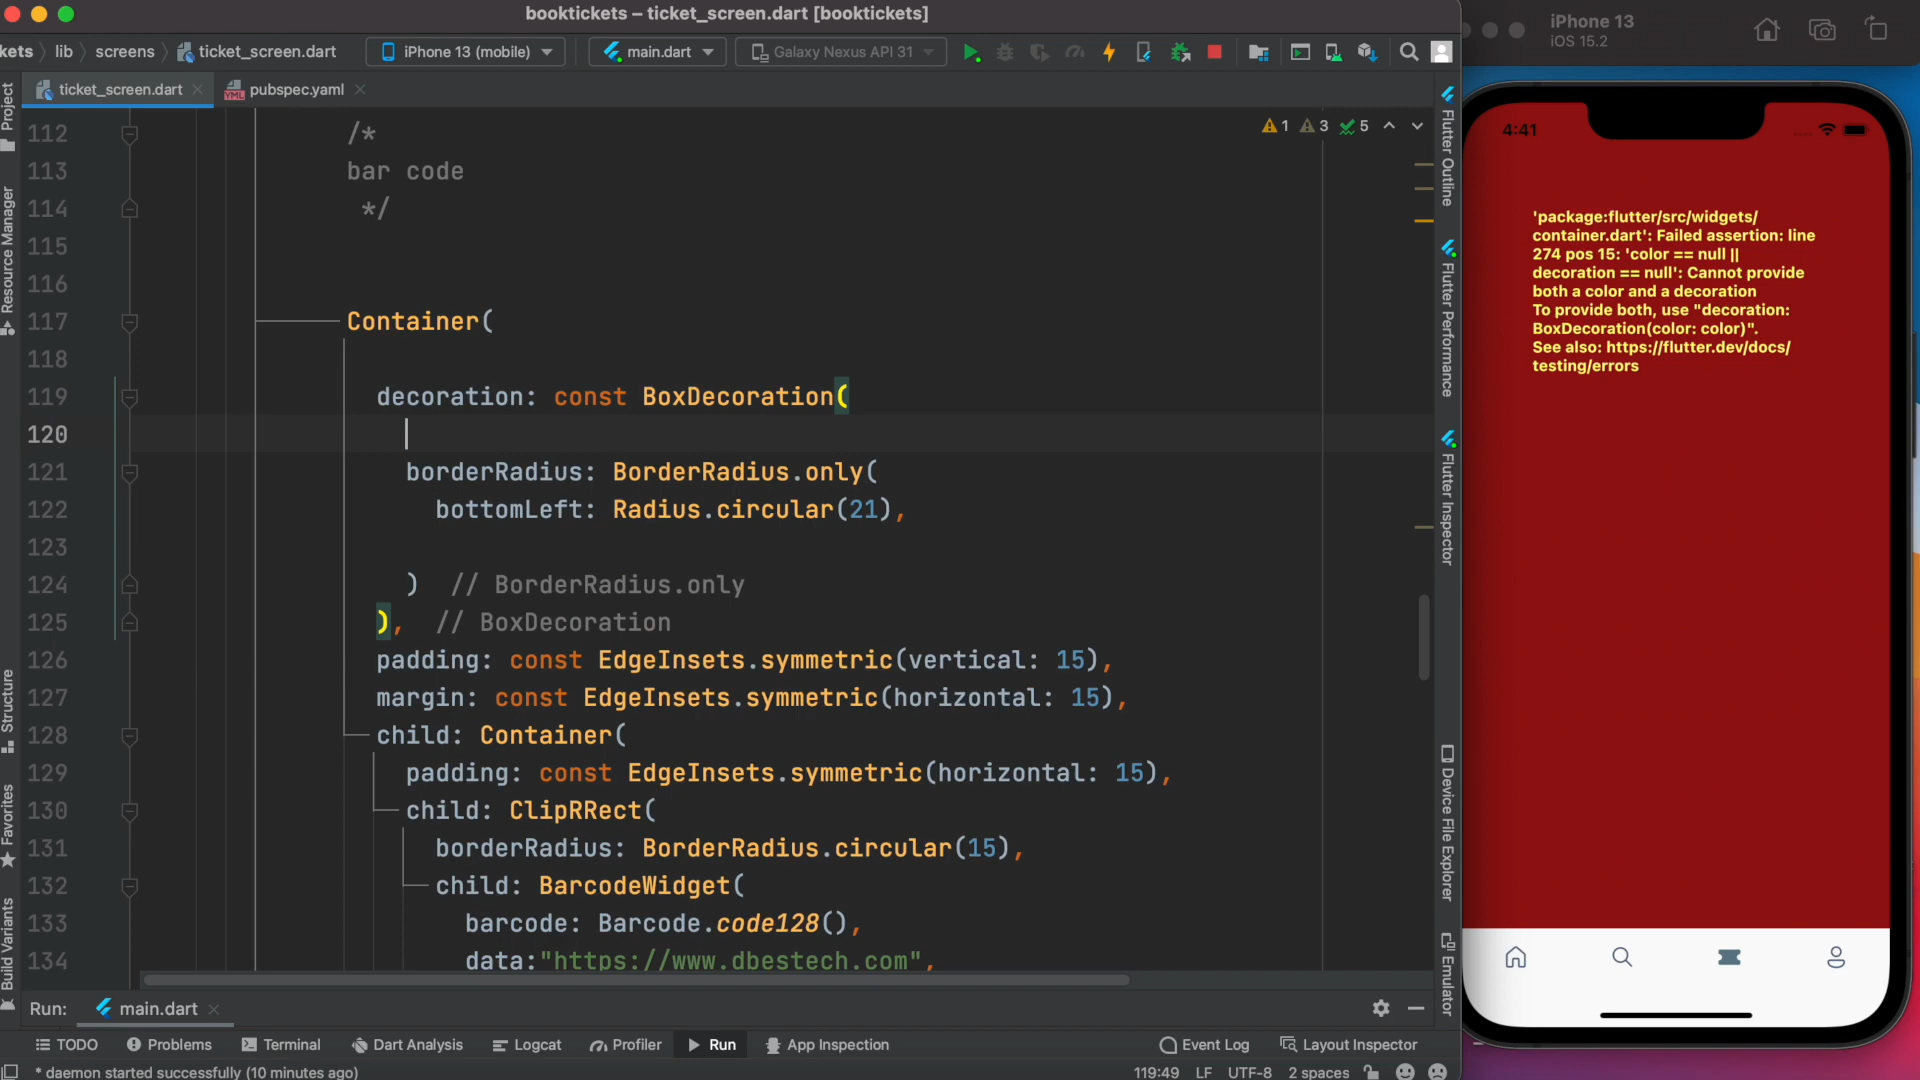 booktickets – ticket_screen.dart [booktickets]
kets lib screens ticket_screen.dart iPhone 13 (mobile) main.dart Galaxy Nexus API 31
ticket_screen.dart pubspec.yaml
1 3 5
112 /*
113 bar code
114 */
115
116
117 Container(
118
119 decoration: const BoxDecoration(
120
121 borderRadius: BorderRadius.only(
122 bottomLeft: Radius.circular(21),
123
124 ) // BorderRadius.only
125 ), // BoxDecoration
126 padding: const EdgeInsets.symmetric(vertical: 15),
127 margin: const EdgeInsets.symmetric(horizontal: 15),
128 child: Container(
129 padding: const EdgeInsets.symmetric(horizontal: 15),
130 child: ClipRRect(
131 borderRadius: BorderRadius.circular(15),
132 child: BarcodeWidget(
133 barcode: Barcode.code128(),
134 data:"https://www.dbestech.com",
Project
Resource Manager
Structure
Favorites
Build Variants
Flutter Outline
Flutter Performance
Flutter Inspector
Device File Explorer
Emulator
Run: main.dart
TODO Problems Terminal Dart Analysis Logcat Profiler Run App Inspection Event Log Layout Inspector
* daemon started successfully (10 minutes ago) 119:49 LF UTF-8 2 spaces
iPhone 13
iOS 15.2
4:41
'package:flutter/src/widgets/
container.dart': Failed assertion: line
274 pos 15: 'color == null ||
decoration == null': Cannot provide
both a color and a decoration
To provide both, use "decoration:
BoxDecoration(color: color)".
See also: https://flutter.dev/docs/
testing/errors